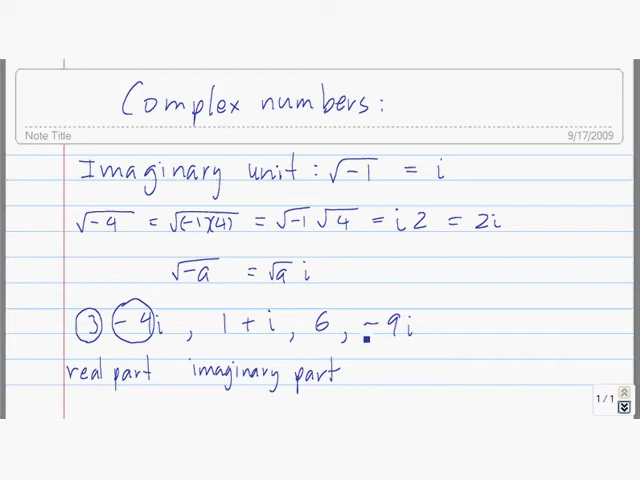 Complex numbers:
Note Title 9/17/2009
Imaginary unit: √-1 = i
√-4 = √(-1)(4) = √-1 √4 = i 2 = 2i
√-a = √a i
3 - 4i , 1 + i , 6 , -9i
real part imaginary part
1 / 1